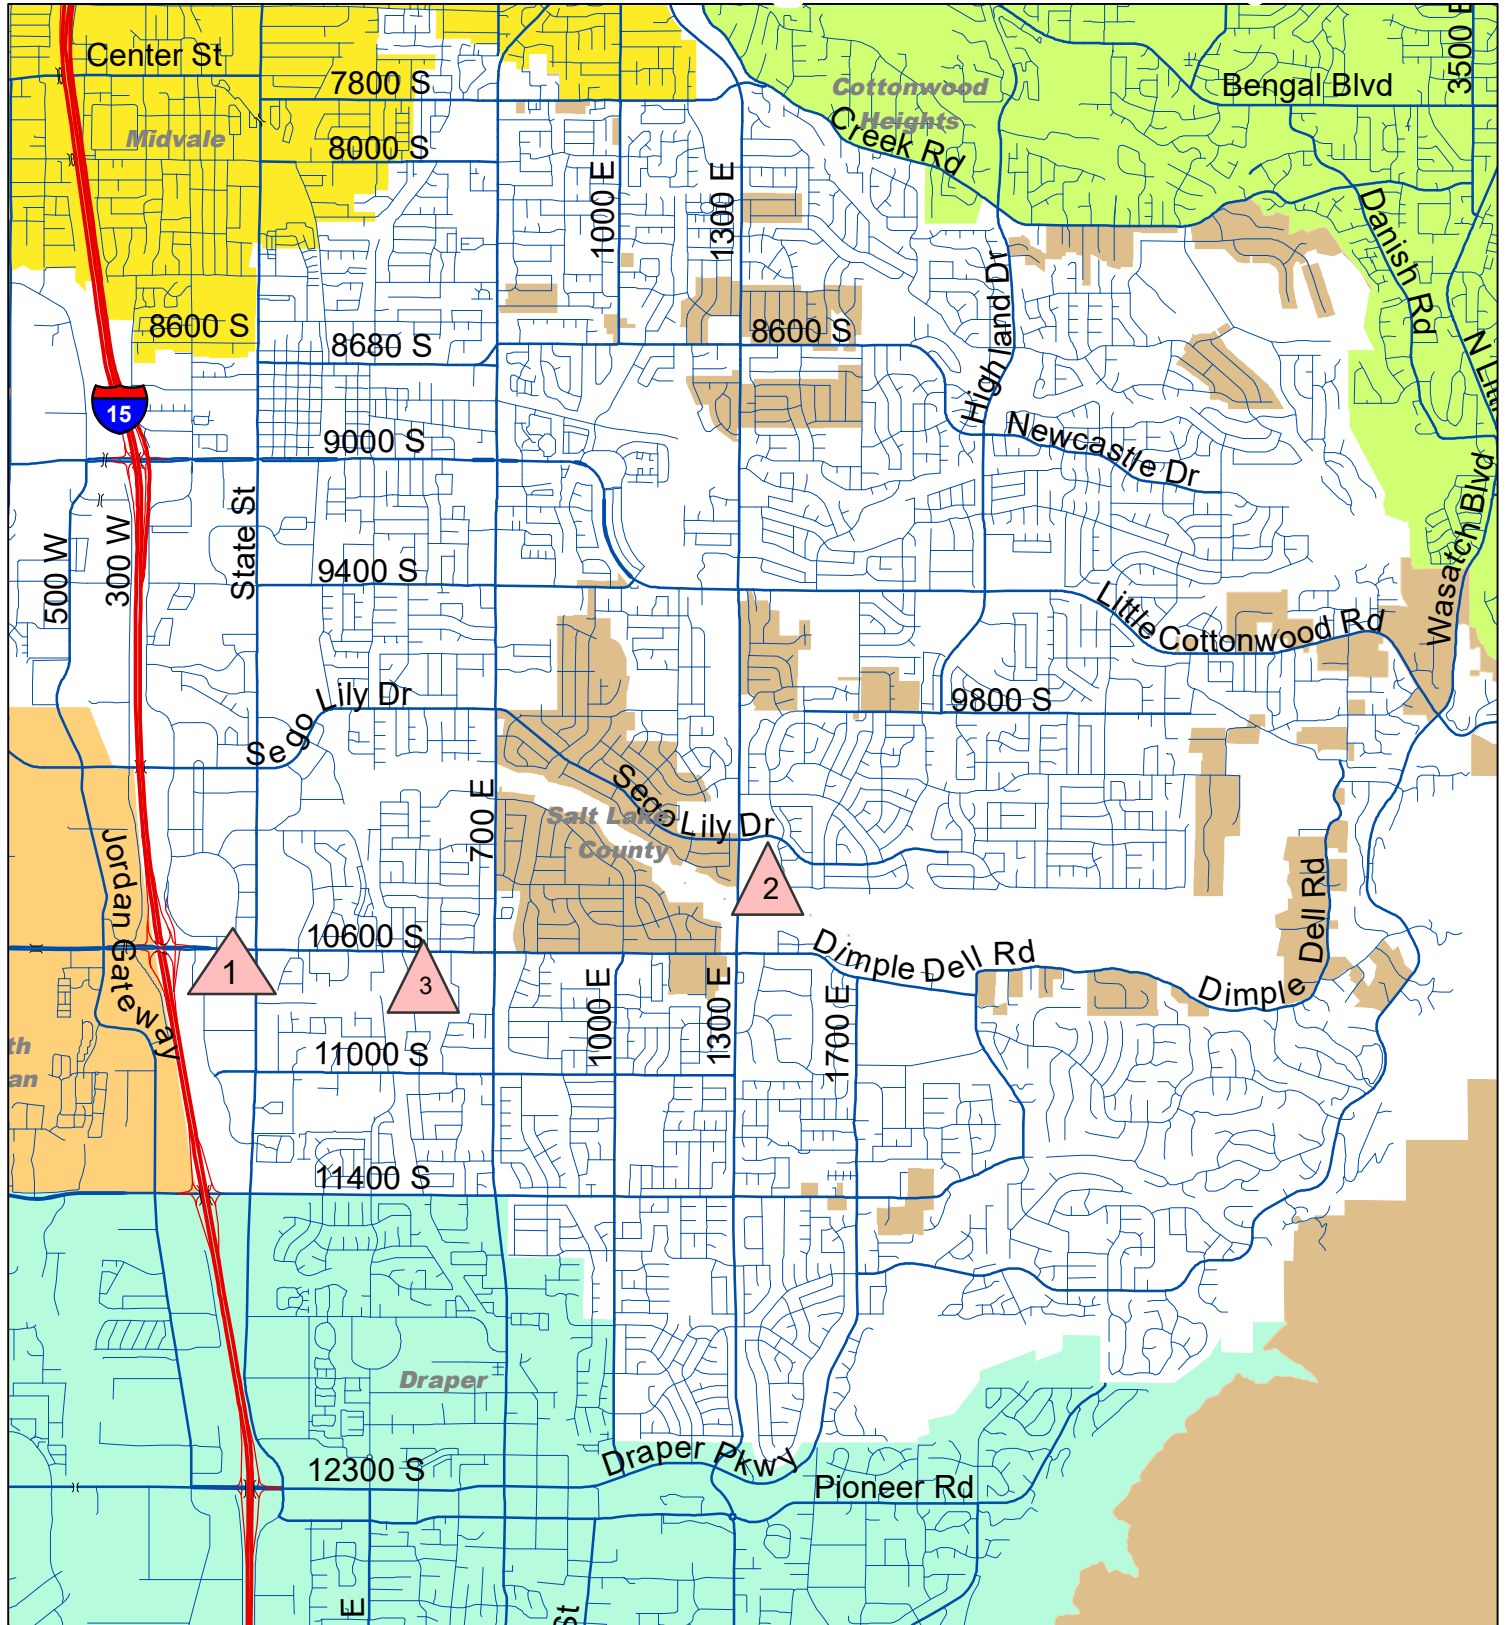 3500 E
Center St
7800 S
Bengal Blvd
Cottonwood
Heights
Midvale
8000 S
Creek Rd
1000 E
1300 E
Danish Rd
Highland Dr
8600 S
8680 S
8600 S
N Littl
15
9000 S
Newcastle Dr
Wasatch Blvd
State St
500 W
300 W
9400 S
Little Cottonwood Rd
Sego Lily Dr
9800 S
700 E
Sego Lily Dr
Salt Lake
County
Jordan Gateway
2
Dimple Dell Rd
10600 S
Dimple Dell Rd
1
3
1000 E
1300 E
1700 E
th
an
11000 S
11400 S
Draper
12300 S
Draper Pkwy
Pioneer Rd
E
St